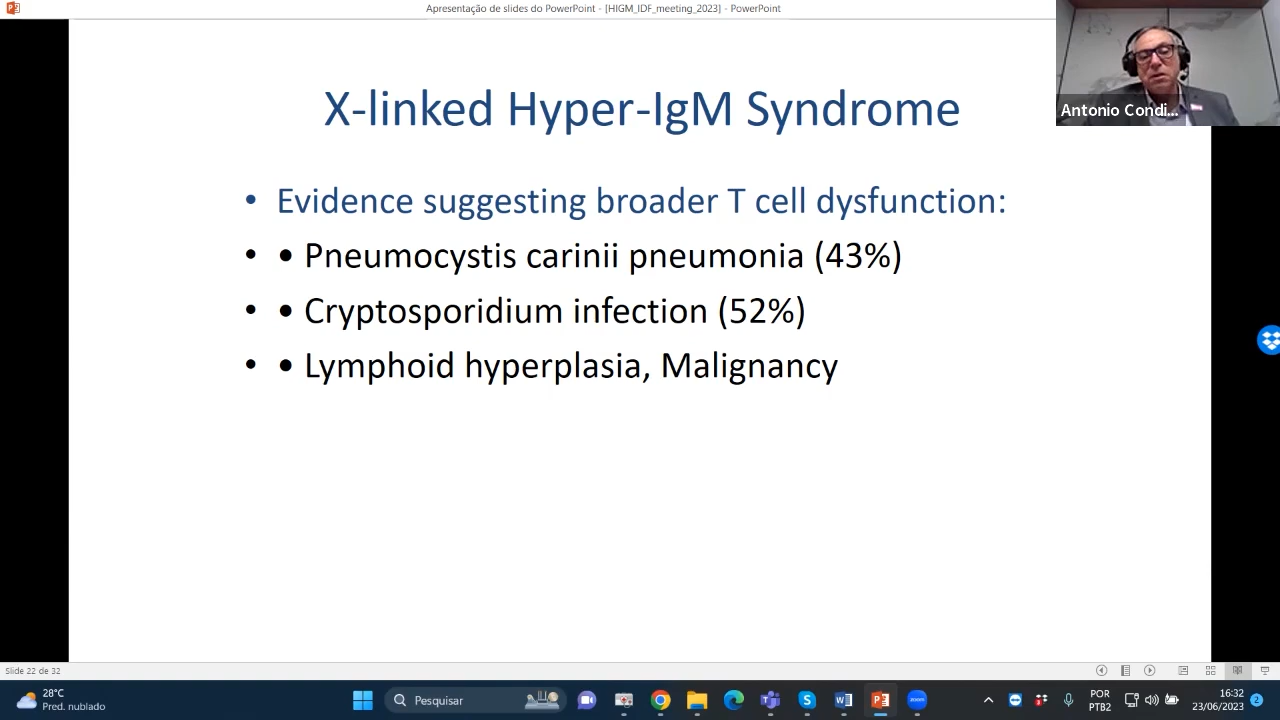 Apresentação de slides do PowerPoint - [HIGM_IDF_meeting_2023] - PowerPoint
Antonio Condi...
X-linked Hyper-IgM Syndrome
• Evidence suggesting broader T cell dysfunction:
• • Pneumocystis carinii pneumonia (43%)
• • Cryptosporidium infection (52%)
• • Lymphoid hyperplasia, Malignancy
Slide 22 de 32
28°C
Pred. nublado
Pesquisar
zoom
POR
PTB2
16:32
23/06/2023
2